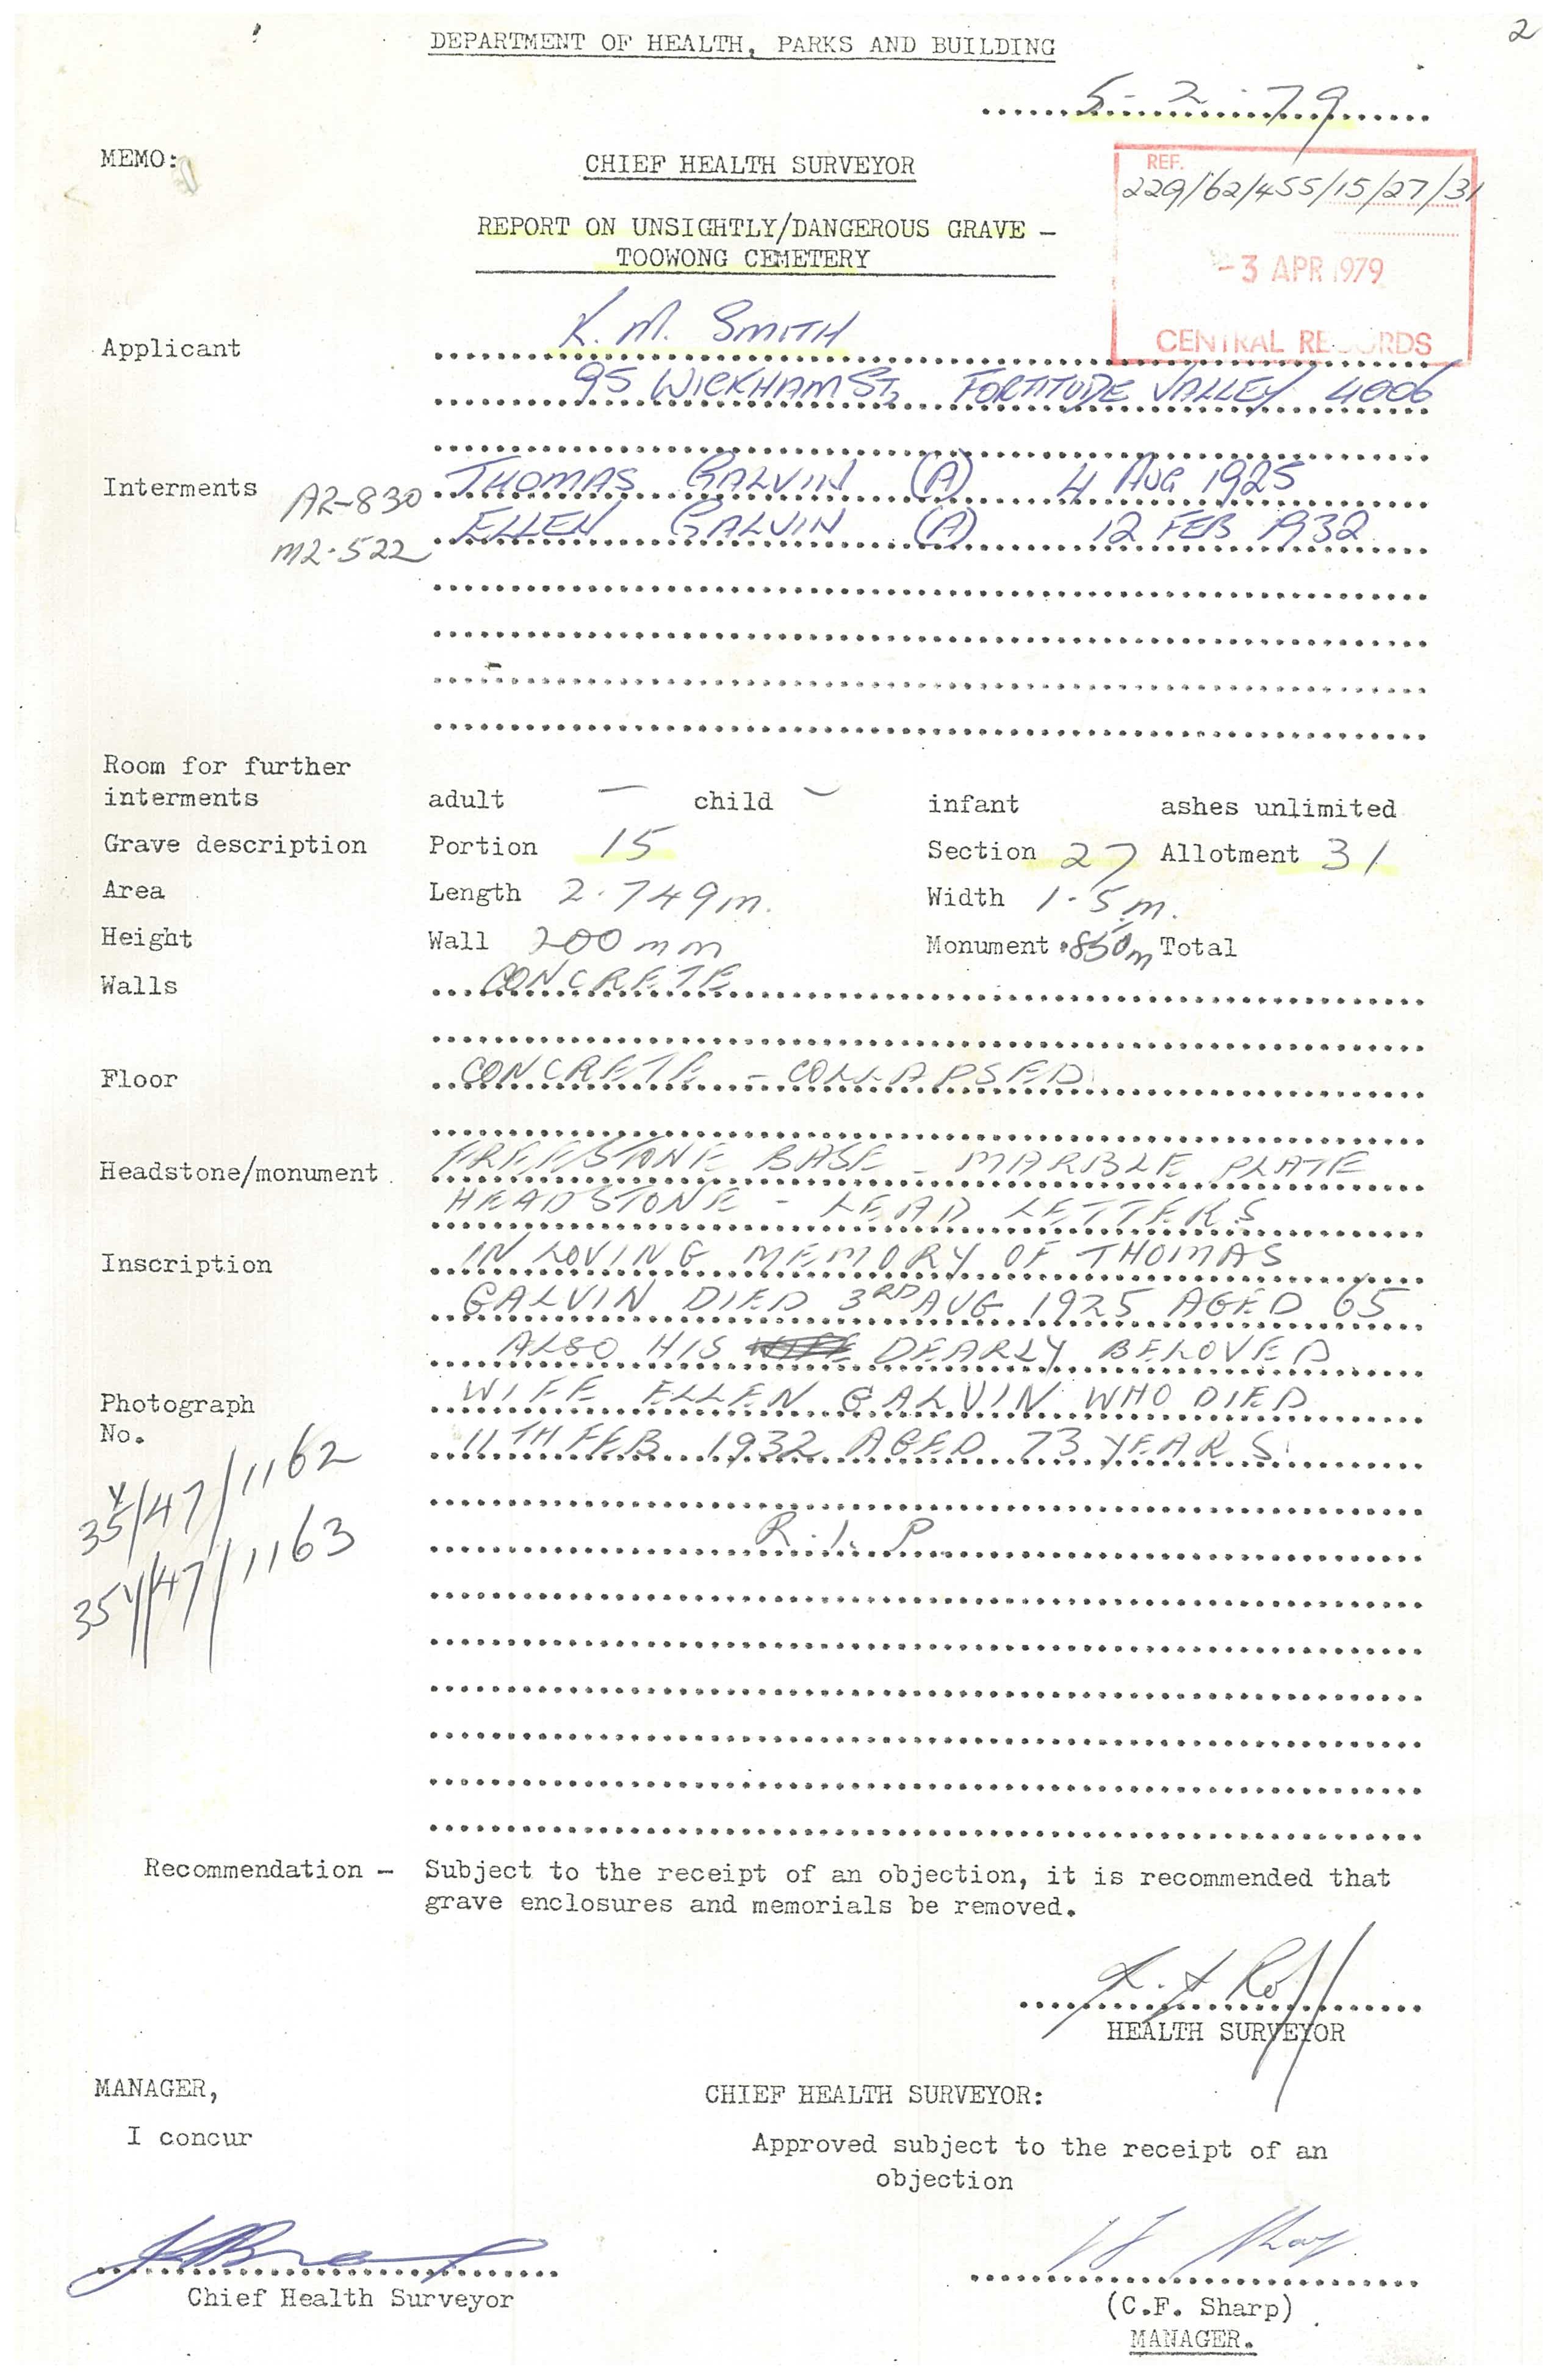 2
DEPARTMENT OF HEALTH, PARKS AND BUILDING
5-2-79
MEMO:
CHIEF HEALTH SURVEYOR
REF.
229/62/455/15/27/31
REPORT ON UNSIGHTLY/DANGEROUS GRAVE -
TOOWONG CEMETERY
-3 APR 1979
CENTRAL RECORDS
Applicant K. M. SMITH
95 WICKHAM ST, FORTITUDE VALLEY 4006
Interments A2-830 THOMAS GALVIN (A) 4 AUG 1925
M2-522 ELLEN GALVIN (A) 12 FEB 1932
Room for further
interments adult — child — infant ashes unlimited
Grave description Portion 15 Section 27 Allotment 31
Area Length 2.749m. Width 1.5m.
Height Wall 200mm Monument .850m Total
Walls CONCRETE
Floor CONCRETE - COLLAPSED
Headstone/monument FREESTONE BASE - MARBLE PLATE
HEADSTONE - LEAD LETTERS
Inscription IN LOVING MEMORY OF THOMAS
GALVIN DIED 3RD AUG 1925 AGED 65
ALSO HIS DEARLY BELOVED
Photograph WIFE ELLEN GALVIN WHO DIED
No. 11TH FEB 1932 AGED 73 YEARS
R.I.P.
35Y/47/1162
35Y/47/1163
Recommendation - Subject to the receipt of an objection, it is recommended that
grave enclosures and memorials be removed.
HEALTH SURVEYOR
MANAGER,
CHIEF HEALTH SURVEYOR:
I concur
Approved subject to the receipt of an
objection
Chief Health Surveyor
(C.F. Sharp)
MANAGER.